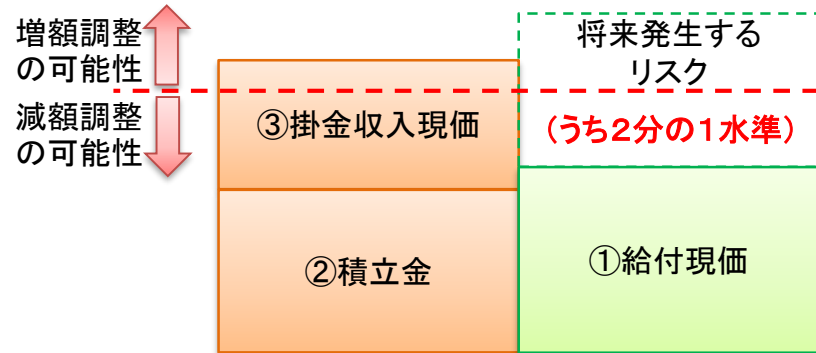 増額調整
の可能性
減額調整
の可能性
③掛金収入現価
②積立金
将来発生する
リスク
(うち2分の1水準)
①給付現価